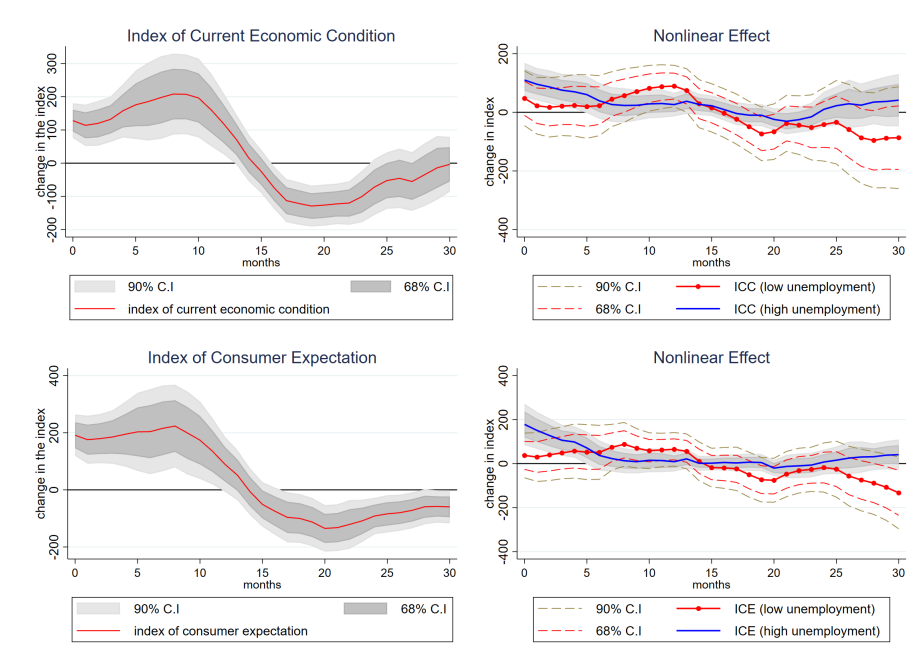 Index of Current Economic Condition
change in the index
300
200
100
0
-100
-200
0 5 10 15 20 25 30
months
90% C.I 68% C.I
index of current economic condition
Nonlinear Effect
change in index
200
0
-200
-400
0 5 10 15 20 25 30
months
90% C.I ICC (low unemployment)
68% C.I ICC (high unemployment)
Index of Consumer Expectation
change in the index
400
200
0
-200
0 5 10 15 20 25 30
months
90% C.I 68% C.I
index of consumer expectation
Nonlinear Effect
change in index
400
200
0
-200
-400
0 5 10 15 20 25 30
months
90% C.I ICE (low unemployment)
68% C.I ICE (high unemployment)